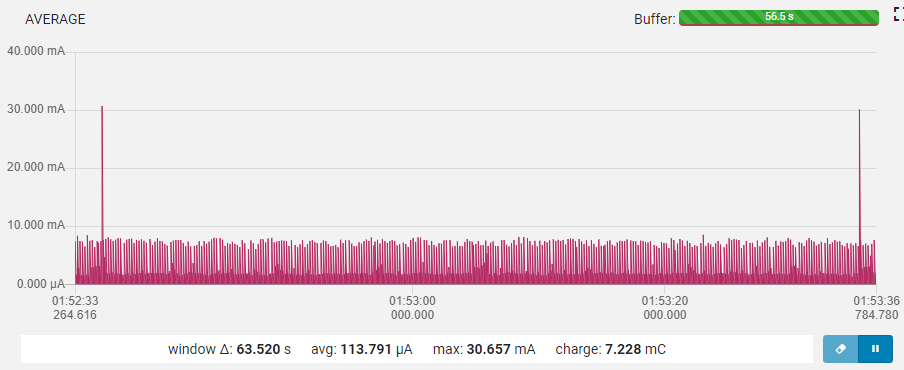 AVERAGE
Buffer: 56.5 s
40.000 mA
30.000 mA
20.000 mA
10.000 mA
0.000 µA
01:52:33 01:53:00 01:53:20 01:53:36
264.616 000.000 000.000 784.780
window Δ: 63.520 s avg: 113.791 µA max: 30.657 mA charge: 7.228 mC